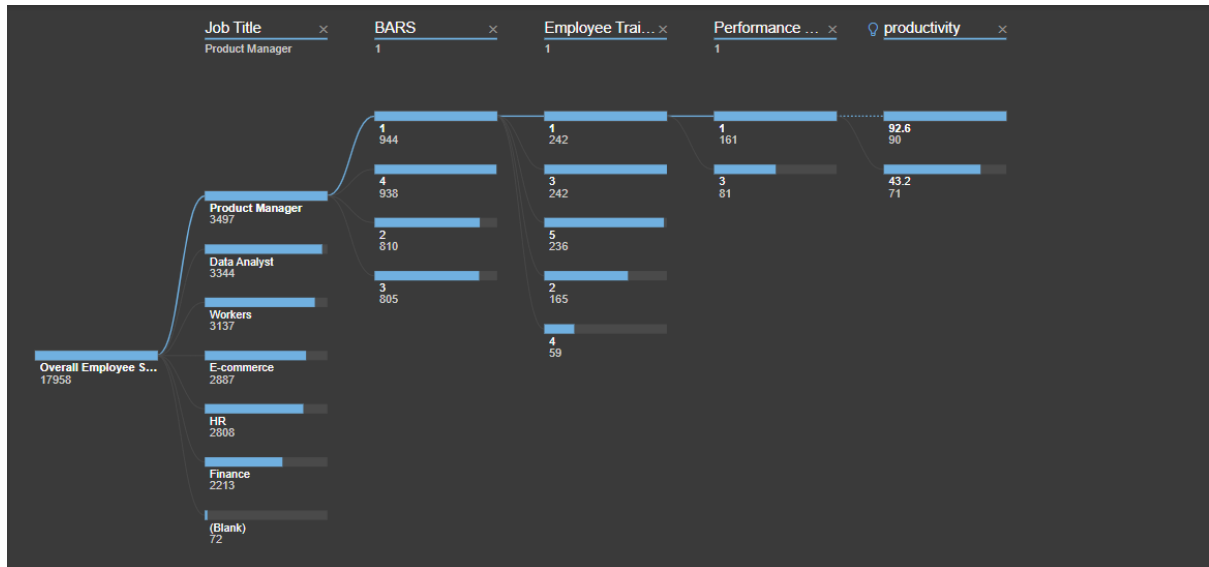 Job Title
Product Manager
BARS
1
Employee Trai...
1
Performance ...
1
productivity
Overall Employee S...
17958
Product Manager
3497
Data Analyst
3344
Workers
3137
E-commerce
2887
HR
2808
Finance
2213
(Blank)
72
1
944
4
938
2
810
3
805
1
242
3
242
5
236
2
165
4
59
1
161
3
81
92.6
90
43.2
71